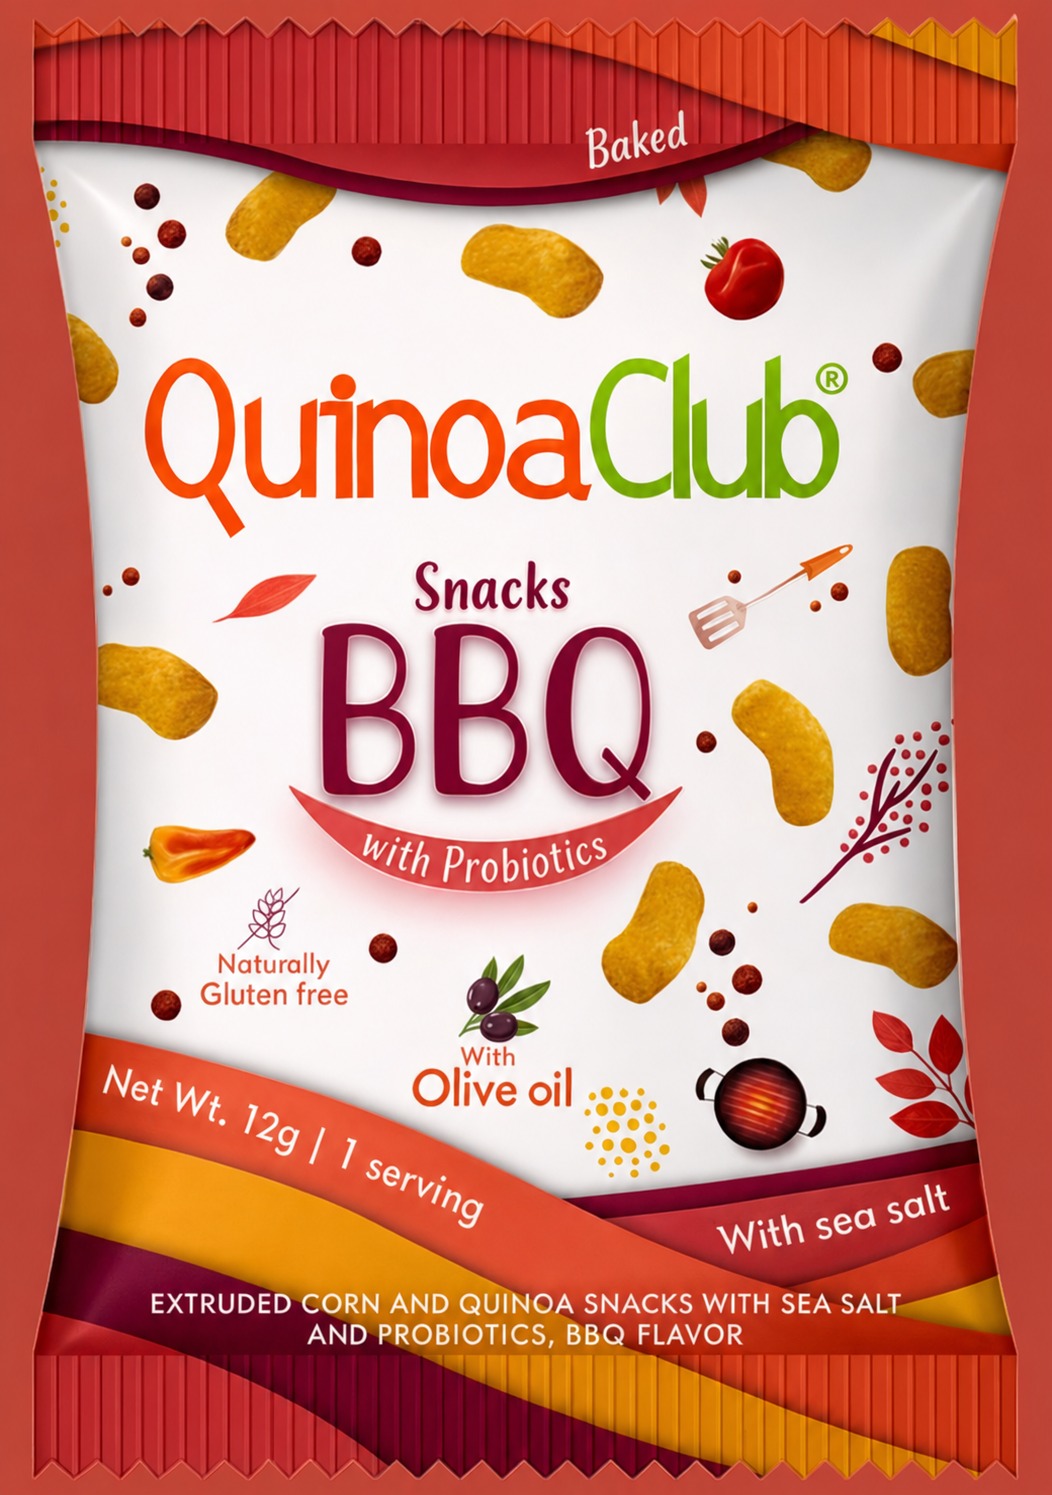 Baked
QuinoaClub®
Snacks
BBQ
with Probiotics
Naturally
Gluten free
With
Olive oil
Net Wt. 12g | 1 serving
With sea salt
EXTRUDED CORN AND QUINOA SNACKS WITH SEA SALT
AND PROBIOTICS, BBQ FLAVOR